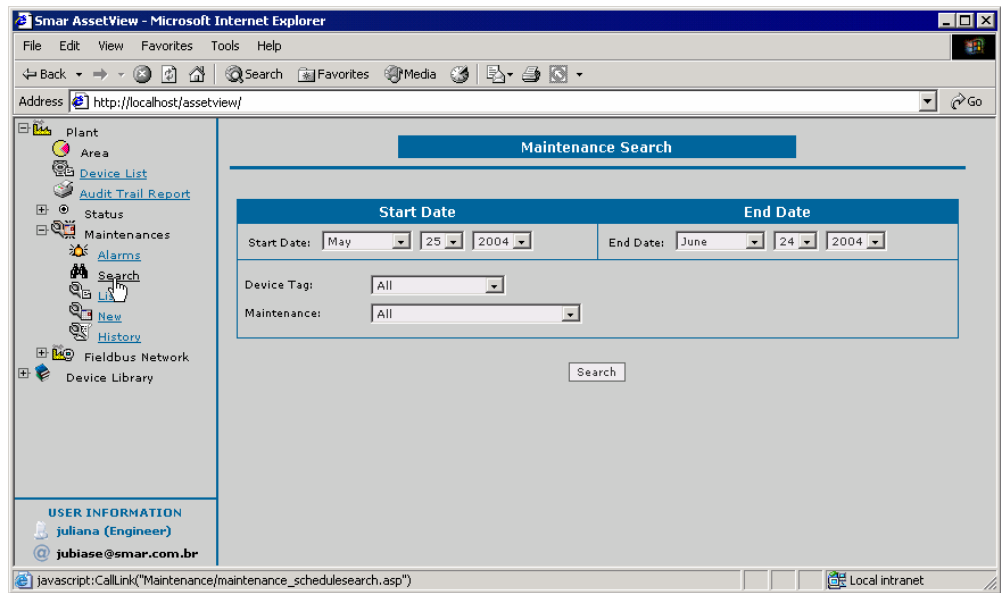 Smar AssetView - Microsoft Internet Explorer
File Edit View Favorites Tools Help
Back Search Favorites Media
Address http://localhost/assetview/ Go
Plant
Area
Device List
Audit Trail Report
Status
Maintenances
Alarms
Search
List
New
History
Fieldbus Network
Device Library
USER INFORMATION
juliana (Engineer)
jubiase@smar.com.br
Maintenance Search
Start Date End Date
Start Date: May 25 2004 End Date: June 24 2004
Device Tag: All
Maintenance: All
Search
javascript:CallLink("Maintenance/maintenance_schedulesearch.asp") Local intranet